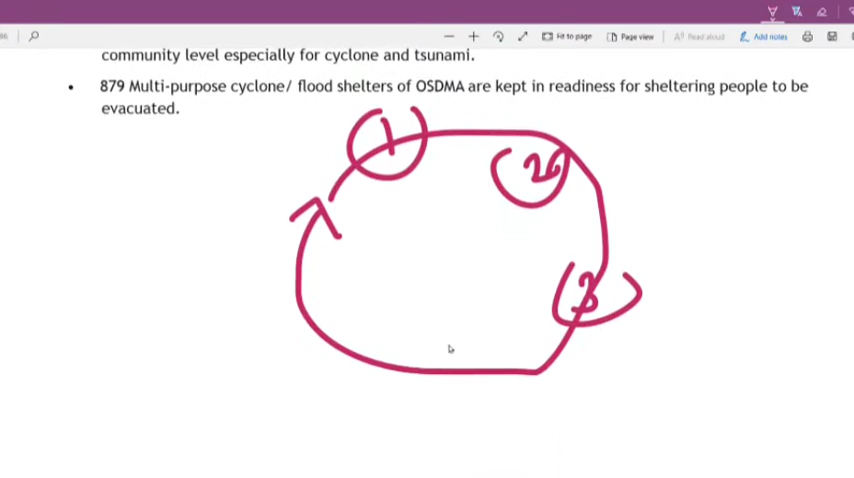 Fit to page
Page view
Read aloud
Add notes
community level especially for cyclone and tsunami.
• 879 Multi-purpose cyclone/ flood shelters of OSDMA are kept in readiness for sheltering people to be
evacuated.
1
3